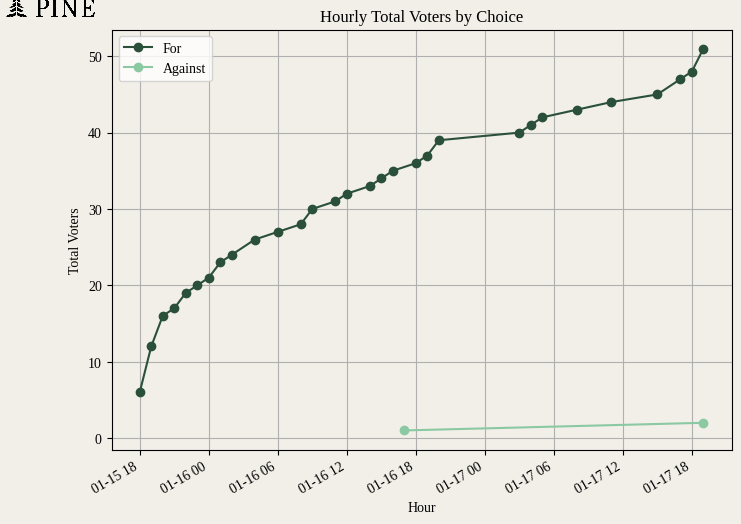 PINE
Hourly Total Voters by Choice
For
Against
50
40
30
20
10
0
Total Voters
01-15 18
01-16 00
01-16 06
01-16 12
01-16 18
01-17 00
01-17 06
01-17 12
01-17 18
Hour